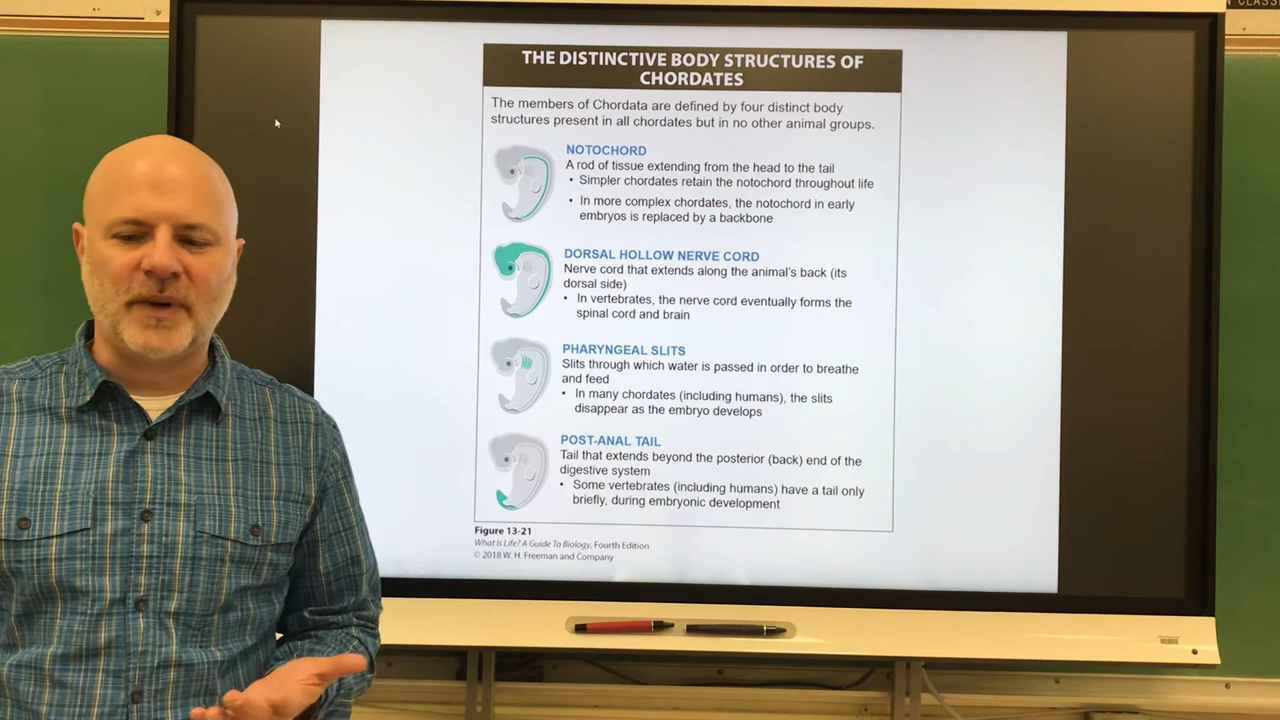 N CLASS
THE DISTINCTIVE BODY STRUCTURES OF
CHORDATES
The members of Chordata are defined by four distinct body
structures present in all chordates but in no other animal groups.
NOTOCHORD
A rod of tissue extending from the head to the tail
• Simpler chordates retain the notochord throughout life
• In more complex chordates, the notochord in early
embryos is replaced by a backbone
DORSAL HOLLOW NERVE CORD
Nerve cord that extends along the animal's back (its
dorsal side)
• In vertebrates, the nerve cord eventually forms the
spinal cord and brain
PHARYNGEAL SLITS
Slits through which water is passed in order to breathe
and feed
• In many chordates (including humans), the slits
disappear as the embryo develops
POST-ANAL TAIL
Tail that extends beyond the posterior (back) end of the
digestive system
• Some vertebrates (including humans) have a tail only
briefly, during embryonic development
Figure 13-21
What Is Life? A Guide To Biology, Fourth Edition
© 2018 W. H. Freeman and Company